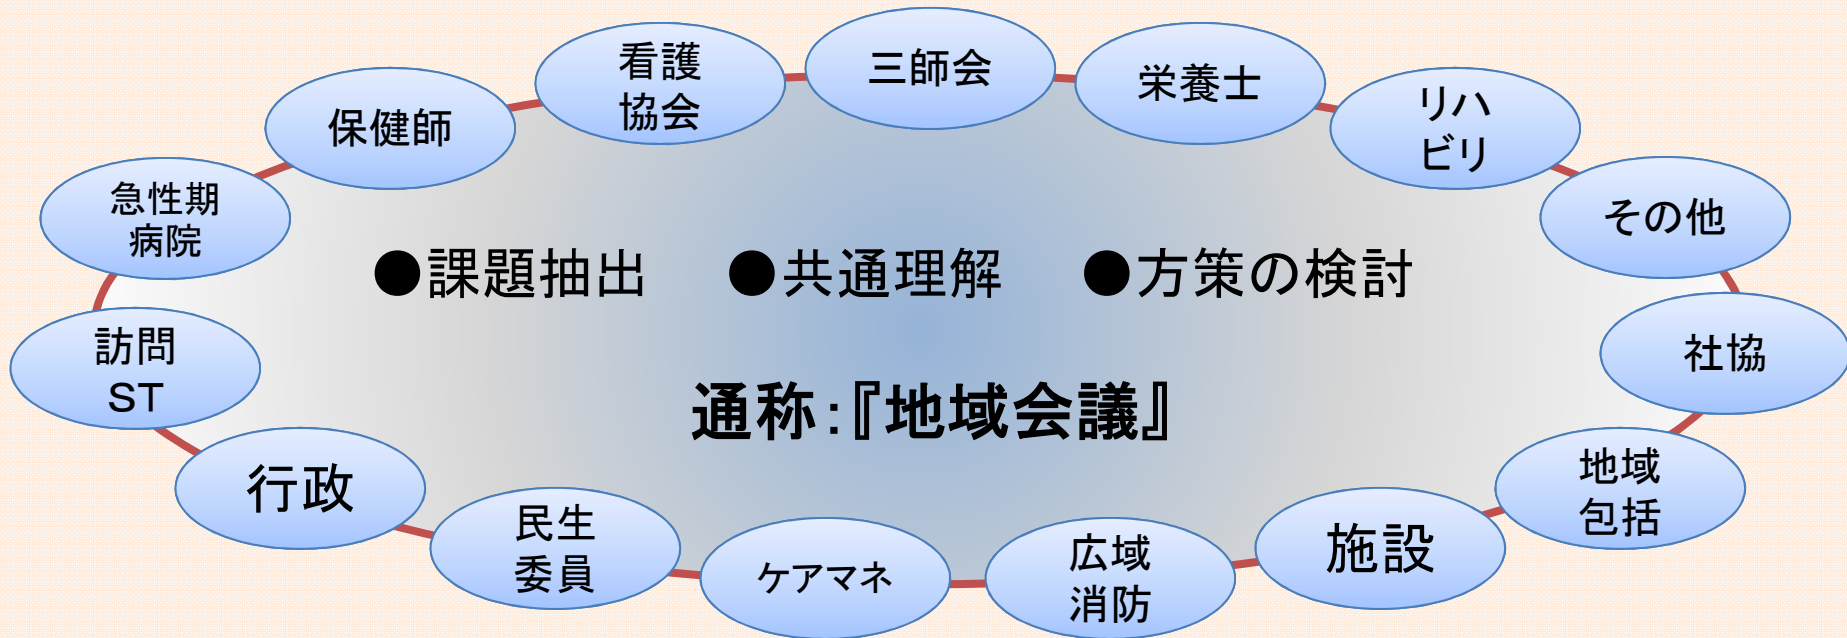 三師会
看護
協会
栄養士
保健師
リハ
ビリ
急性期
病院
その他
●課題抽出 ●共通理解 ●方策の検討
訪問
ST
社協
通称:『地域会議』
行政
地域
包括
民生
委員
ケアマネ
広域
消防
施設